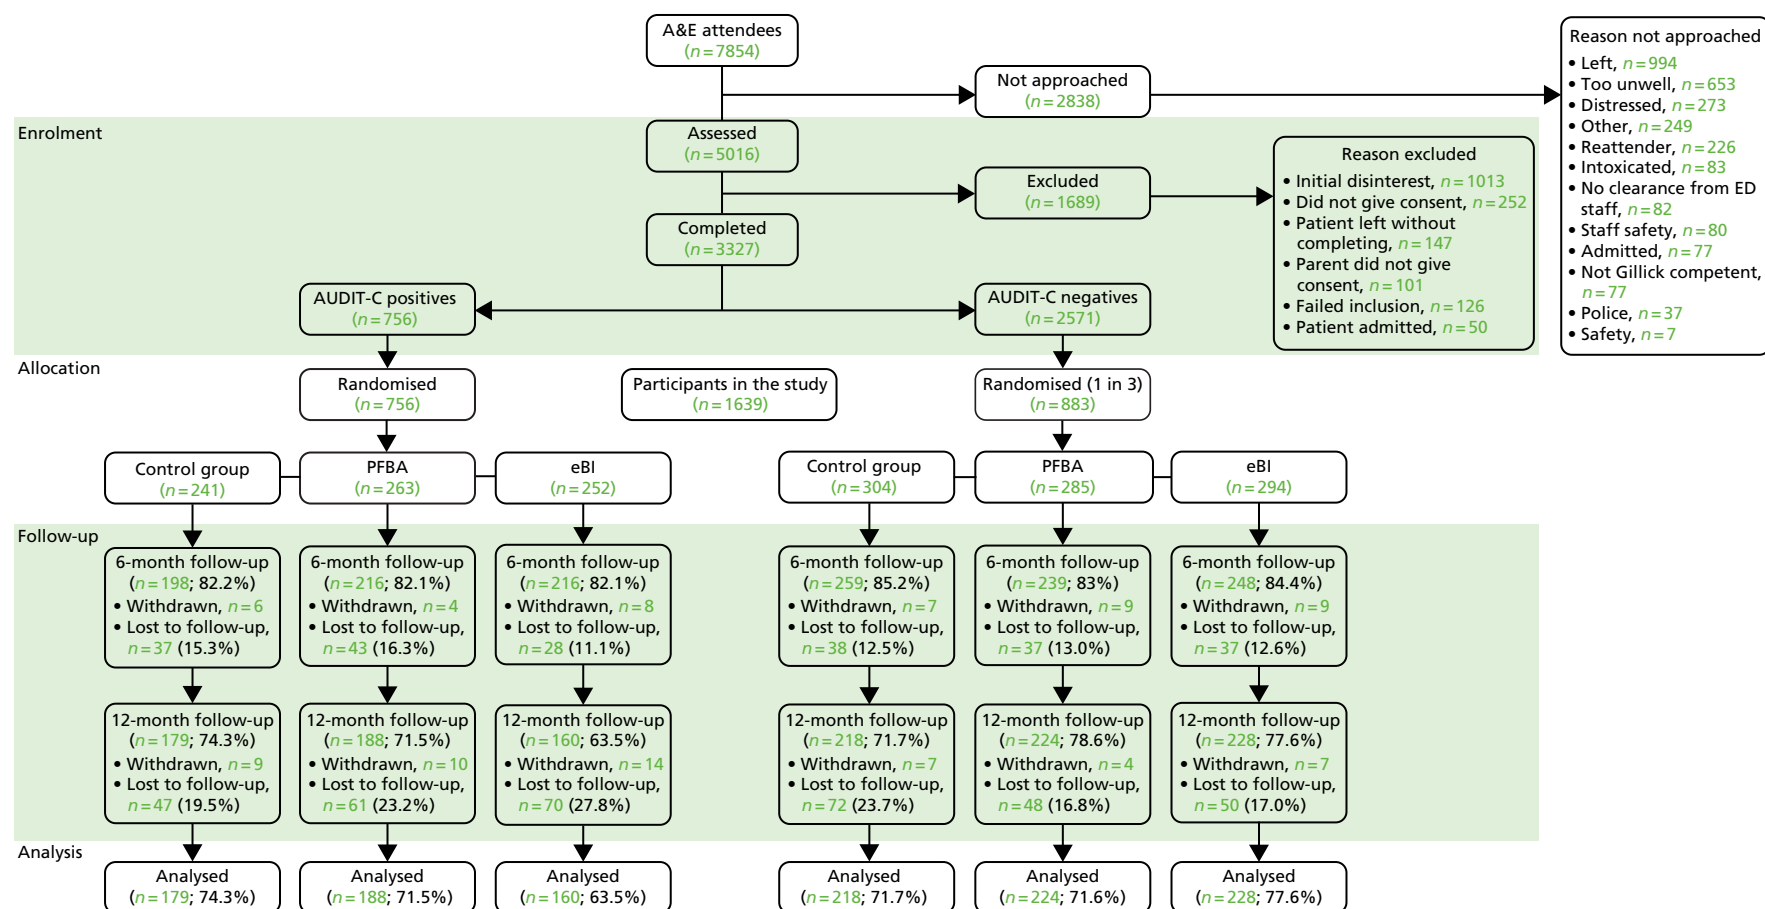 A&E attendees
(n=7854)
Not approached
(n=2838)
Reason not approached
• Left, n=994
• Too unwell, n=653
• Distressed, n=273
• Other, n=249
• Reattender, n=226
• Intoxicated, n=83
• No clearance from ED
staff, n=82
• Staff safety, n=80
• Admitted, n=77
• Not Gillick competent,
n=77
• Police, n=37
• Safety, n=7
Enrolment
Assessed
(n=5016)
Excluded
(n=1689)
Reason excluded
• Initial disinterest, n=1013
• Did not give consent, n=252
• Patient left without
completing, n=147
• Parent did not give
consent, n=101
• Failed inclusion, n=126
• Patient admitted, n=50
Completed
(n=3327)
AUDIT-C positives
(n=756)
AUDIT-C negatives
(n=2571)
Allocation
Randomised
(n=756)
Participants in the study
(n=1639)
Randomised (1 in 3)
(n=883)
Control group
(n=241)
PFBA
(n=263)
eBI
(n=252)
Control group
(n=304)
PFBA
(n=285)
eBI
(n=294)
Follow-up
6-month follow-up
(n=198; 82.2%)
• Withdrawn, n=6
• Lost to follow-up,
n=37 (15.3%)
6-month follow-up
(n=216; 82.1%)
• Withdrawn, n=4
• Lost to follow-up,
n=43 (16.3%)
6-month follow-up
(n=216; 82.1%)
• Withdrawn, n=8
• Lost to follow-up,
n=28 (11.1%)
6-month follow-up
(n=259; 85.2%)
• Withdrawn, n=7
• Lost to follow-up,
n=38 (12.5%)
6-month follow-up
(n=239; 83%)
• Withdrawn, n=9
• Lost to follow-up,
n=37 (13.0%)
6-month follow-up
(n=248; 84.4%)
• Withdrawn, n=9
• Lost to follow-up,
n=37 (12.6%)
12-month follow-up
(n=179; 74.3%)
• Withdrawn, n=9
• Lost to follow-up,
n=47 (19.5%)
12-month follow-up
(n=188; 71.5%)
• Withdrawn, n=10
• Lost to follow-up,
n=61 (23.2%)
12-month follow-up
(n=160; 63.5%)
• Withdrawn, n=14
• Lost to follow-up,
n=70 (27.8%)
12-month follow-up
(n=218; 71.7%)
• Withdrawn, n=7
• Lost to follow-up,
n=72 (23.7%)
12-month follow-up
(n=224; 78.6%)
• Withdrawn, n=4
• Lost to follow-up,
n=48 (16.8%)
12-month follow-up
(n=228; 77.6%)
• Withdrawn, n=7
• Lost to follow-up,
n=50 (17.0%)
Analysis
Analysed
(n=179; 74.3%)
Analysed
(n=188; 71.5%)
Analysed
(n=160; 63.5%)
Analysed
(n=218; 71.7%)
Analysed
(n=224; 71.6%)
Analysed
(n=228; 77.6%)